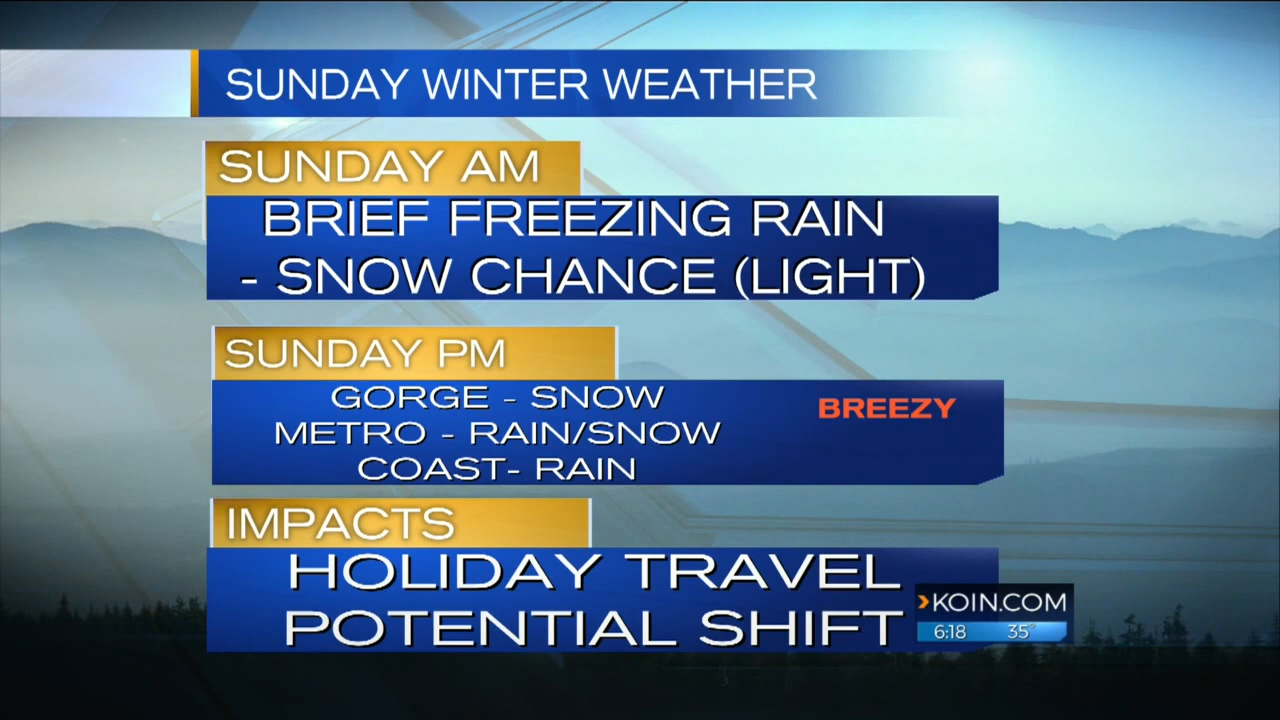 SUNDAY WINTER WEATHER
SUNDAY AM
BRIEF FREEZING RAIN
- SNOW CHANCE (LIGHT)
SUNDAY PM
GORGE - SNOW
BREEZY
METRO - RAIN/SNOW
COAST- RAIN
IMPACTS
HOLIDAY TRAVEL
POTENTIAL SHIFT
KOIN.COM
6:18 35°